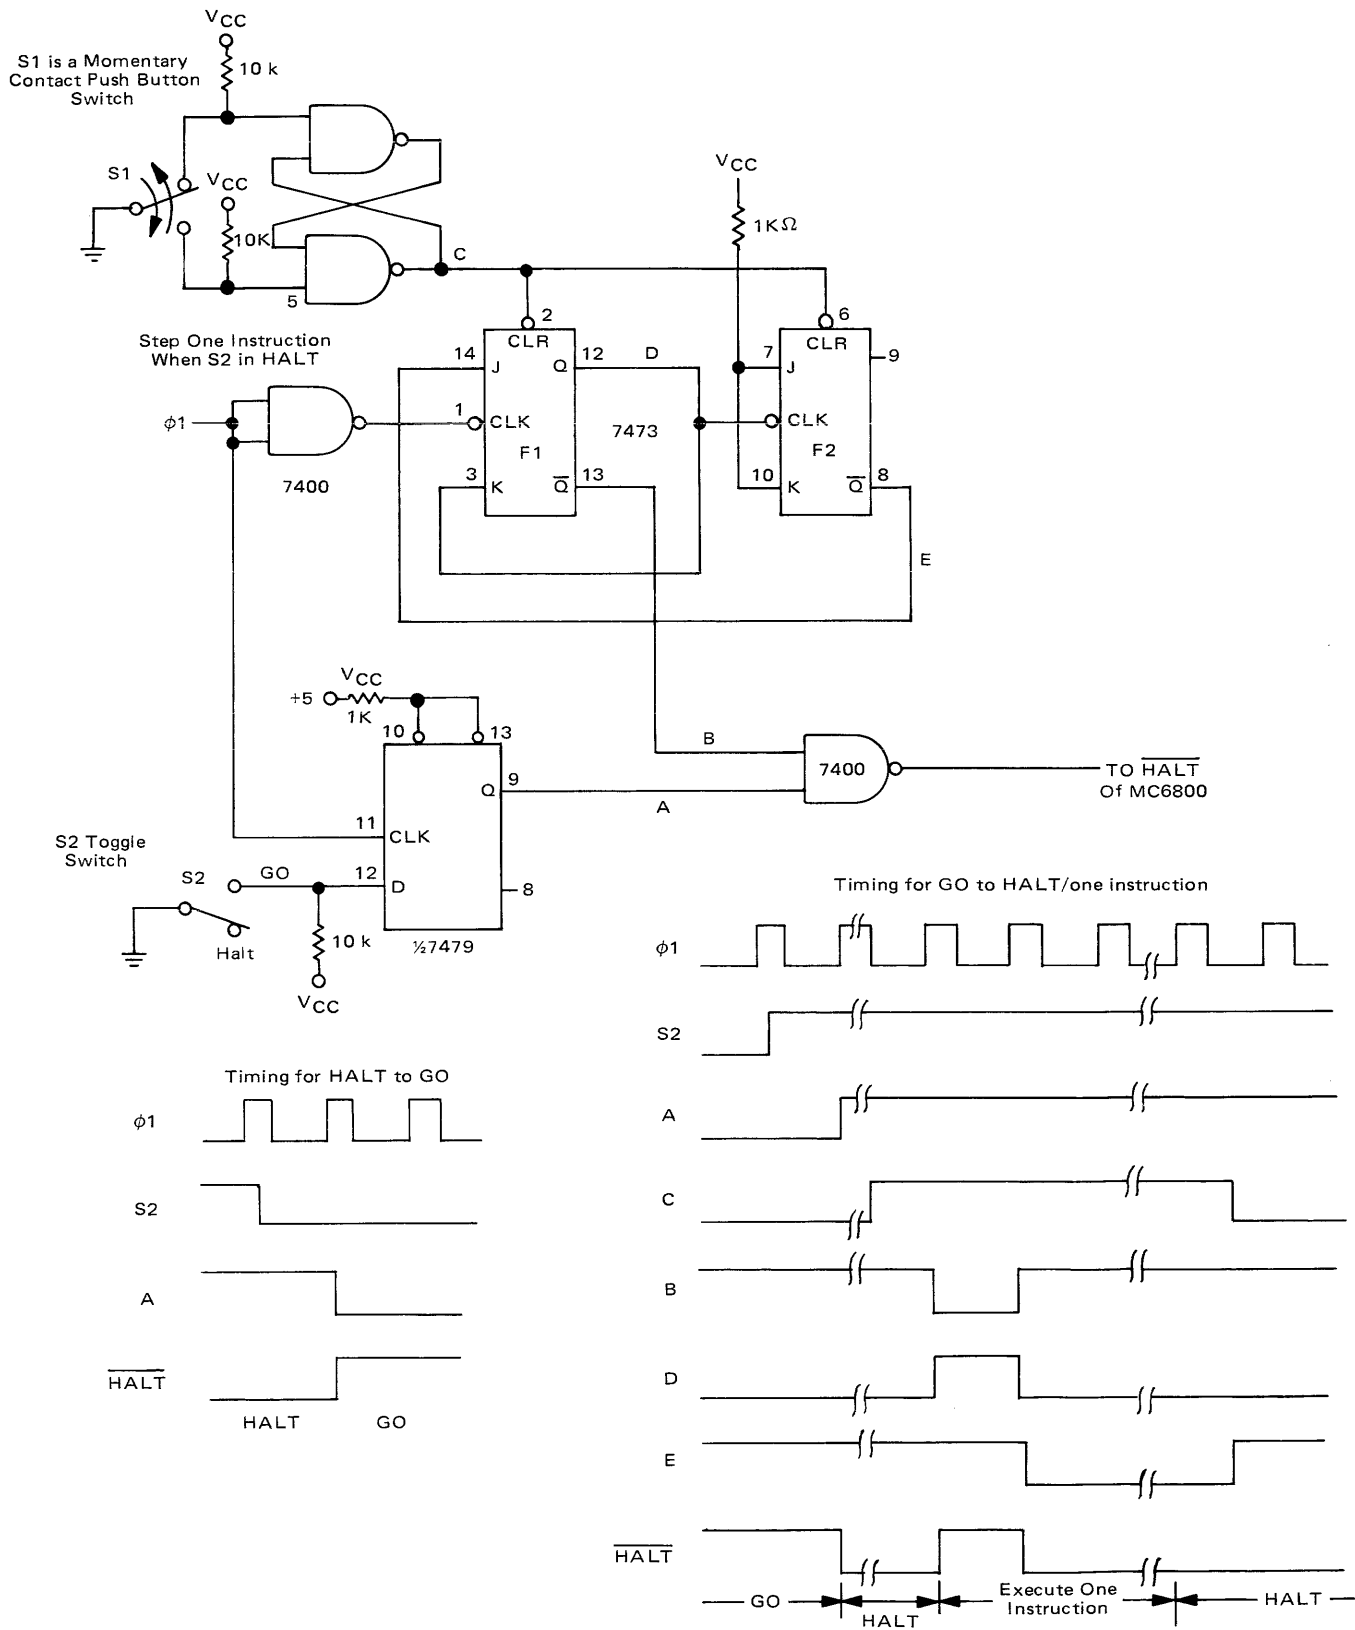 VCC
S1 is a Momentary
Contact Push Button
Switch
10 k
S1
VCC
10K
5
C
VCC
1KΩ
Step One Instruction
When S2 in HALT
ϕ1
7400
2
CLR
14
J
Q
12
D
1
CLK
F1
7473
3
K
Q̅
13
6
CLR
7
J
9
CLK
F2
10
K
Q̅
8
E
VCC
+5
1K
10
13
Q
9
A
B
7400
TO H̅A̅L̅T̅
Of MC6800
11
CLK
S2 Toggle
Switch
S2
GO
12
D
8
Halt
10 k
½7479
VCC
Timing for HALT to GO
ϕ1
S2
A
H̅A̅L̅T̅
HALT
GO
Timing for GO to HALT/one instruction
ϕ1
S2
A
C
B
D
E
H̅A̅L̅T̅
GO
HALT
Execute One
Instruction
HALT